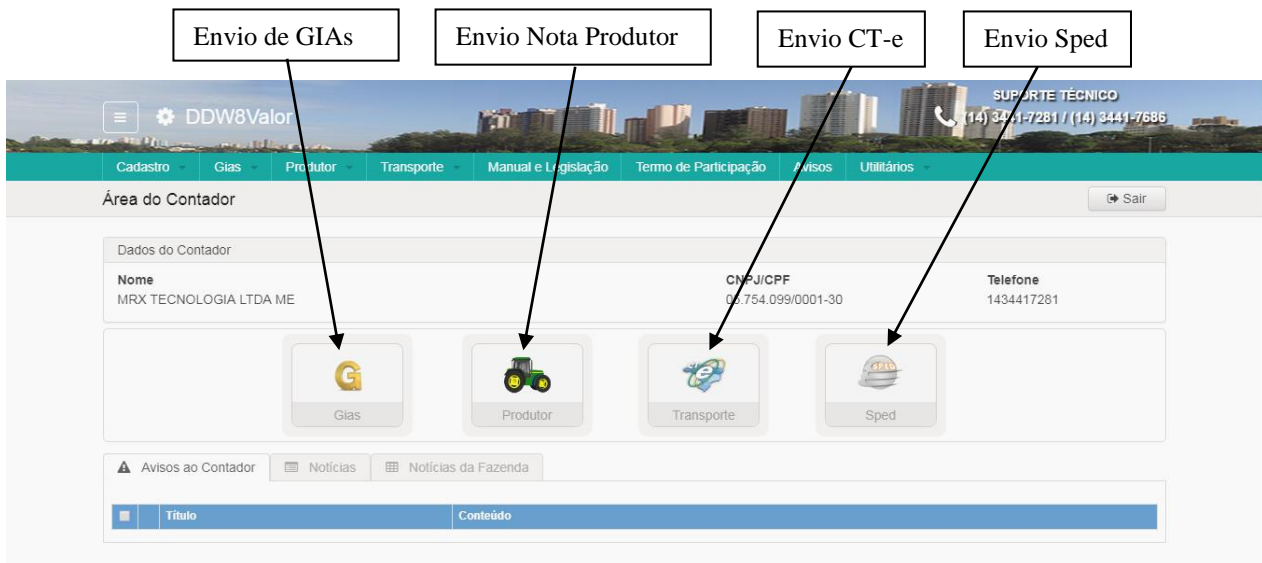 Envio de GIAs
Envio Nota Produtor
Envio CT-e
Envio Sped
DDW8Valor
SUPORTE TÉCNICO
(14) 3441-7281 / (14) 3441-7686
Cadastro
Gias
Produtor
Transporte
Manual e Legislação
Termo de Participação
Avisos
Utilitários
Área do Contador
Sair
Dados do Contador
Nome
CNPJ/CPF
Telefone
MRX TECNOLOGIA LTDA ME
.754.099/0001-30
1434417281
Gias
Produtor
Transporte
Sped
Avisos ao Contador
Notícias
Notícias da Fazenda
Título
Conteúdo